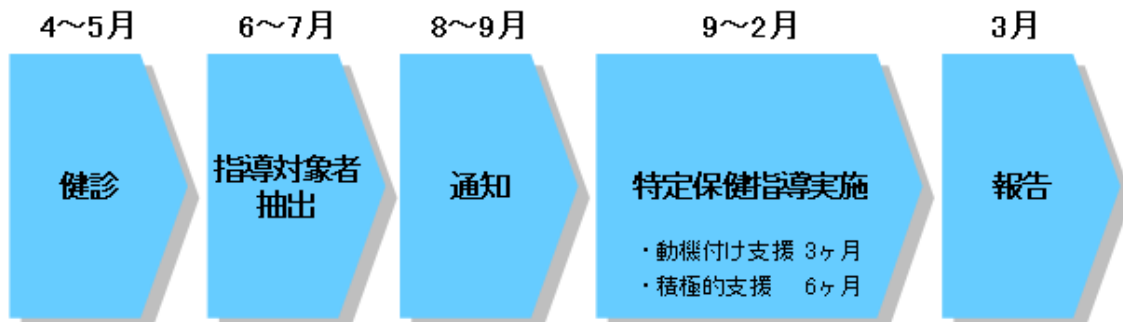 4〜5月
6〜7月
8〜9月
9〜2月
3月
健診
指導対象者
抽出
通知
特定保健指導実施
・動機付け支援 3ヶ月
・積極的支援 6ヶ月
報告